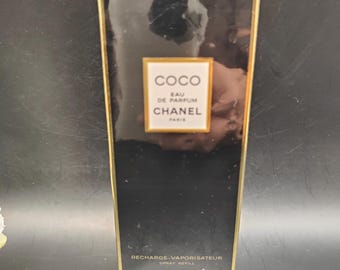 COCO
EAU
DE PARFUM
CHANEL
PARIS
RECHARGE-VAPORISATEUR
SPRAY REFILL